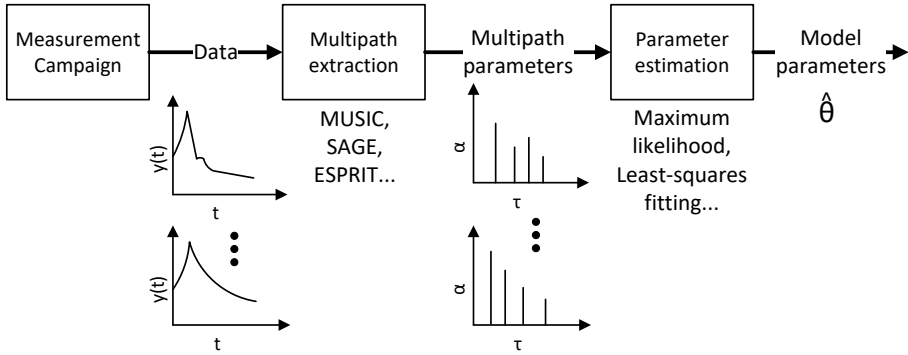 Measurement
Campaign
Data
Multipath
extraction
Multipath
parameters
Parameter
estimation
Model
parameters
θ̂
MUSIC,
SAGE,
ESPRIT...
Maximum
likelihood,
Least-squares
fitting...
y(t)
t
α
τ
y(t)
t
α
τ